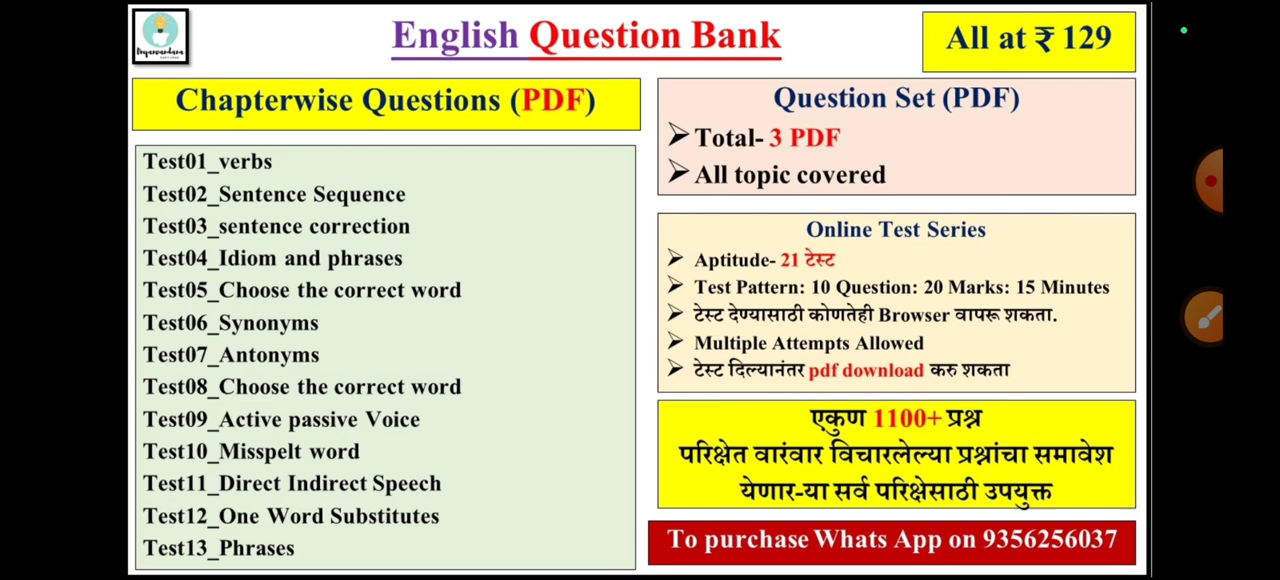 English Question Bank
All at ₹ 129
Chapterwise Questions (PDF)
Test01_verbs
Test02_Sentence Sequence
Test03_sentence correction
Test04_Idiom and phrases
Test05_Choose the correct word
Test06_Synonyms
Test07_Antonyms
Test08_Choose the correct word
Test09_Active passive Voice
Test10_Misspelt word
Test11_Direct Indirect Speech
Test12_One Word Substitutes
Test13_Phrases
Question Set (PDF)
Total- 3 PDF
All topic covered
Online Test Series
Aptitude- 21 टेस्ट
Test Pattern: 10 Question: 20 Marks: 15 Minutes
टेस्ट देण्यासाठी कोणतेही Browser वापरू शकता.
Multiple Attempts Allowed
टेस्ट दिल्यानंतर pdf download करु शकता
एकुण 1100+ प्रश्न
परिक्षेत वारंवार विचारलेल्या प्रश्नांचा समावेश
येणार-या सर्व परिक्षेसाठी उपयुक्त
To purchase Whats App on 9356256037